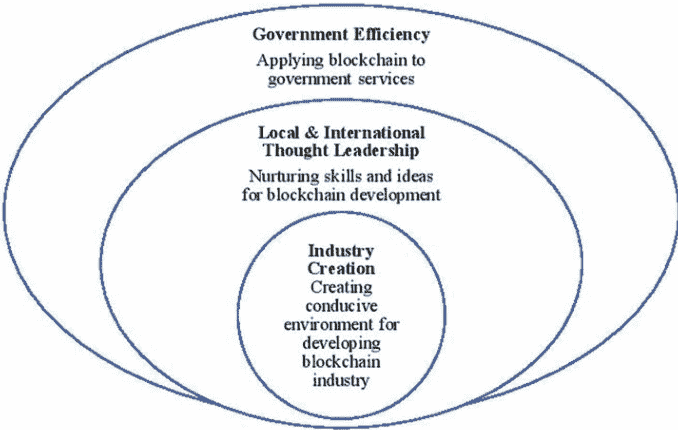 Government Efficiency
Applying blockchain to
government services
Local & International
Thought Leadership
Nurturing skills and ideas
for blockchain development
Industry
Creation
Creating
conducive
environment for
developing
blockchain
industry